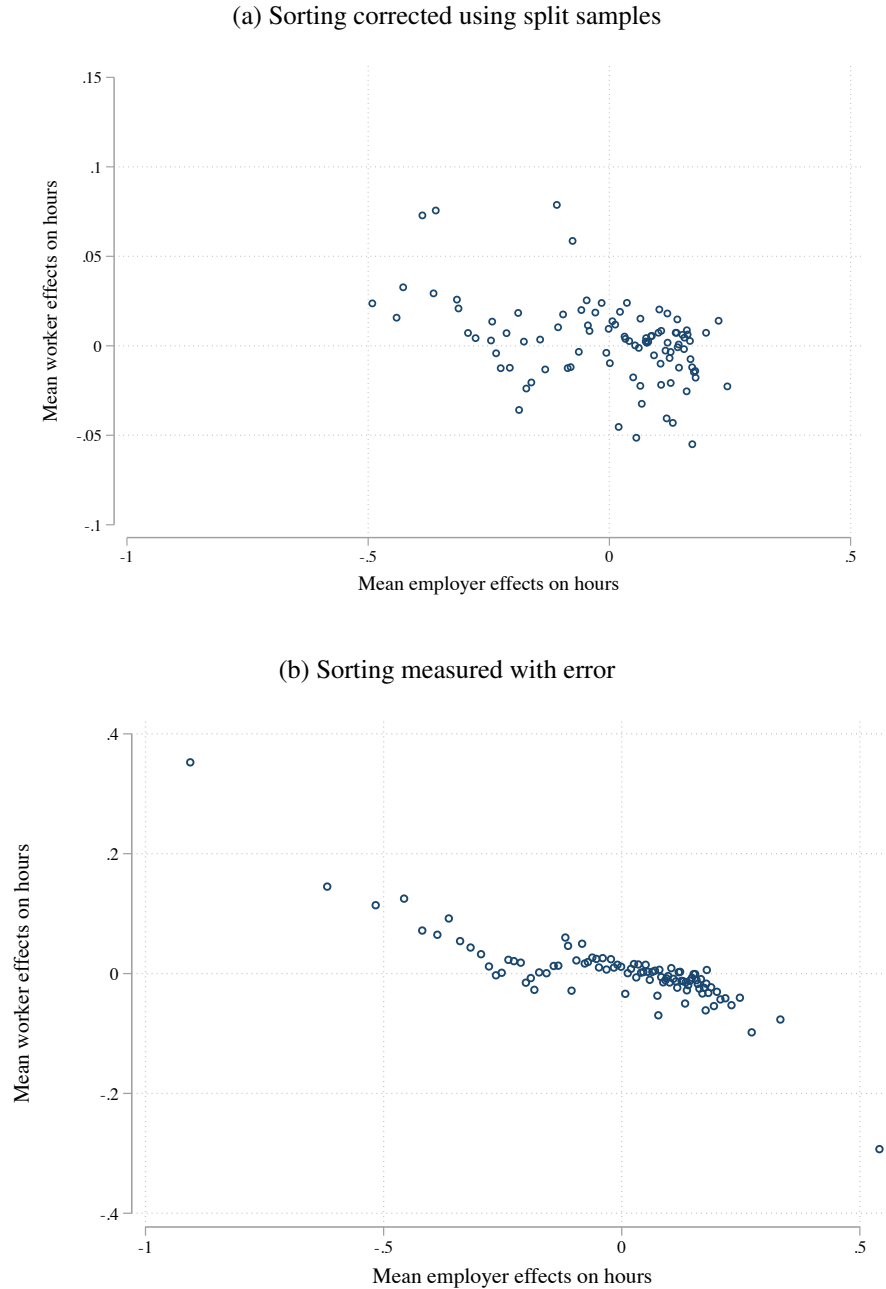 (a) Sorting corrected using split samples
.15
.1
.05
0
-.05
-.1
Mean worker effects on hours
-1 -.5 0 .5
Mean employer effects on hours
(b) Sorting measured with error
.4
.2
0
-.2
-.4
Mean worker effects on hours
-1 -.5 0 .5
Mean employer effects on hours